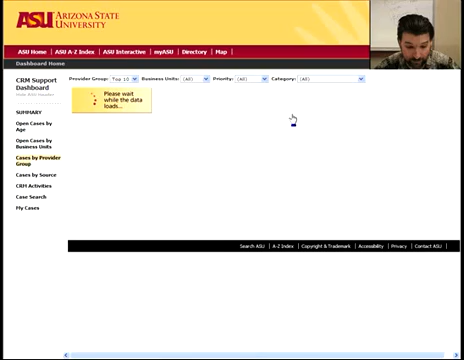 ASU ARIZONA STATE
UNIVERSITY
ASU Home ASU A-Z Index ASU Interactive myASU Directory Map
Dashboard Home
CRM Support
Dashboard
Provider Group: Top 10 Business Units: (All) Priority: (All) Category: (All)
Please wait
while the data
loads...
SUMMARY
Open Cases by
Age
Open Cases by
Business Units
Cases by Provider
Group
Cases by Source
CRM Activities
Case Search
My Cases
Search ASU A-Z Index Copyright & Trademark Accessibility Privacy Contact ASU